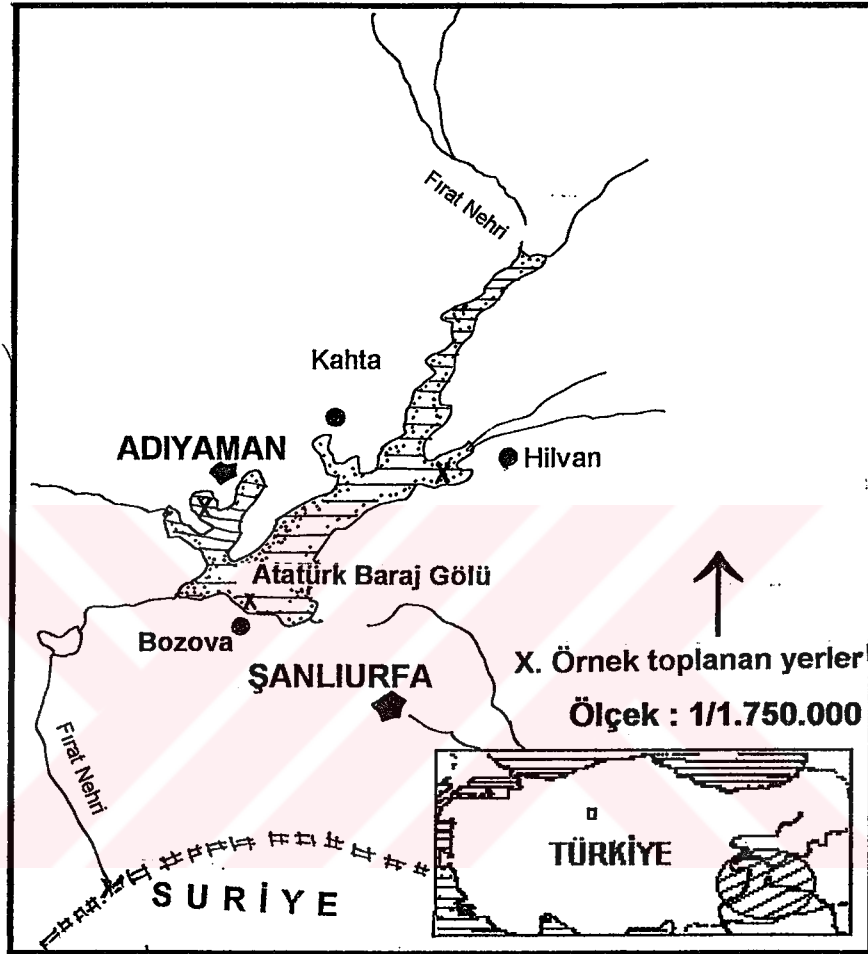 Fırat Nehri
Kahta
ADIYAMAN
Hilvan
X
X
Atatürk Baraj Gölü
X
Bozova
X. Örnek toplanan yerler
ŞANLIURFA
Ölçek : 1/1.750.000
Fırat Nehri
TÜRKİYE
SURİYE